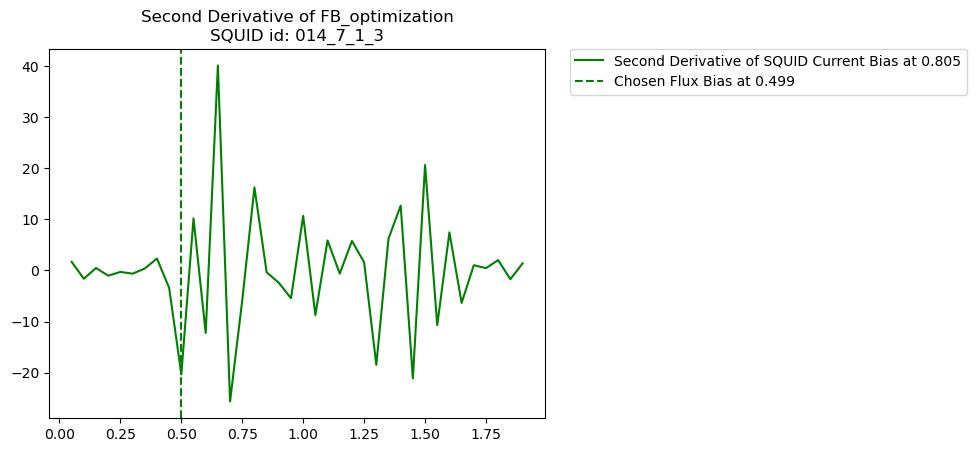 Second Derivative of FB_optimization
SQUID id: 014_7_1_3
Second Derivative of SQUID Current Bias at 0.805
Chosen Flux Bias at 0.499
40
30
20
10
0
−10
−20
0.00 0.25 0.50 0.75 1.00 1.25 1.50 1.75